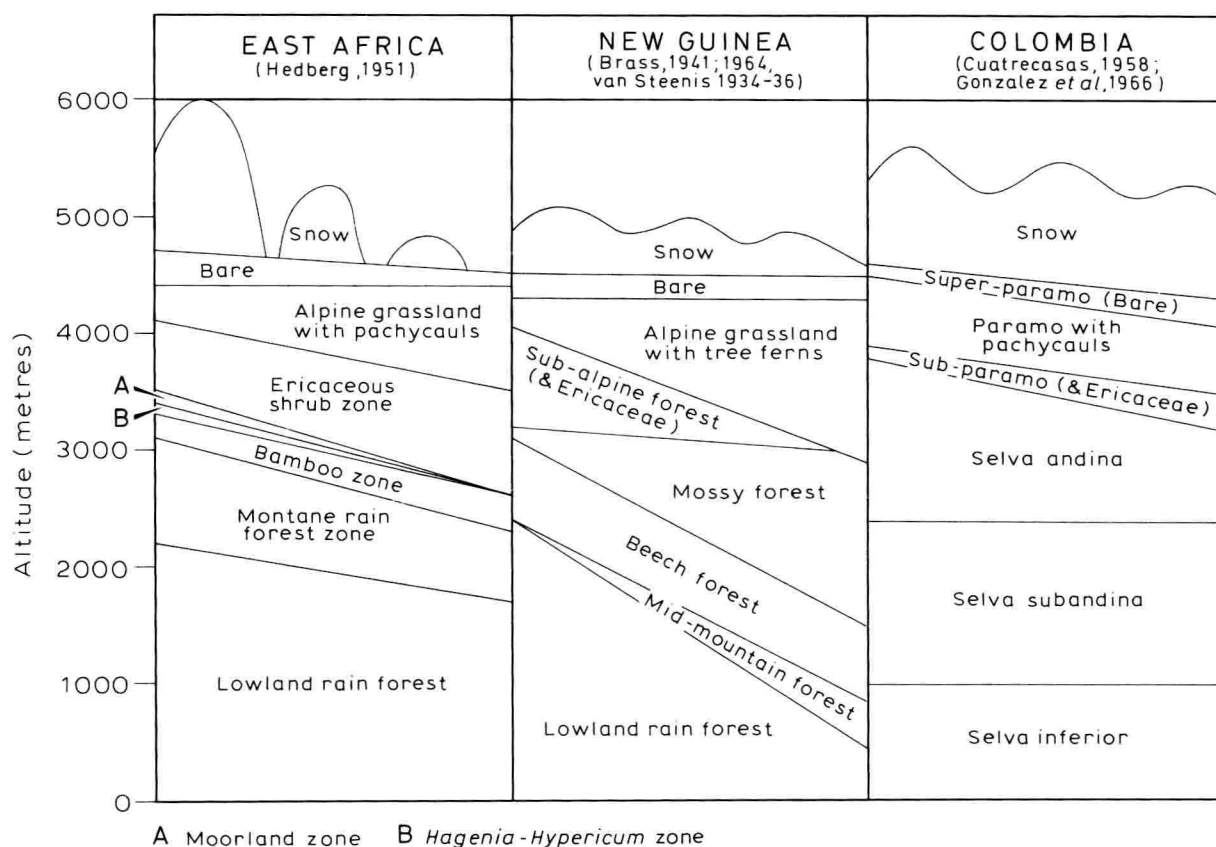 EAST AFRICA
(Hedberg, 1951)
NEW GUINEA
(Brass, 1941; 1964,
van Steenis 1934-36)
COLOMBIA
(Cuatrecasas, 1958;
Gonzalez et al, 1966)
Altitude (metres)
6000
5000
4000
3000
2000
1000
0
A
B
Snow
Bare
Alpine grassland
with pachycauls
Ericaceous
shrub zone
Bamboo zone
Montane rain
forest zone
Lowland rain forest
Snow
Bare
Alpine grassland
with tree ferns
Sub-alpine forest
(& Ericaceae)
Mossy forest
Beech forest
Mid-mountain forest
Lowland rain forest
Snow
Super-paramo (Bare)
Paramo with
pachycauls
Sub-paramo (& Ericaceae)
Selva andina
Selva subandina
Selva inferior
A Moorland zone B Hagenia-Hypericum zone